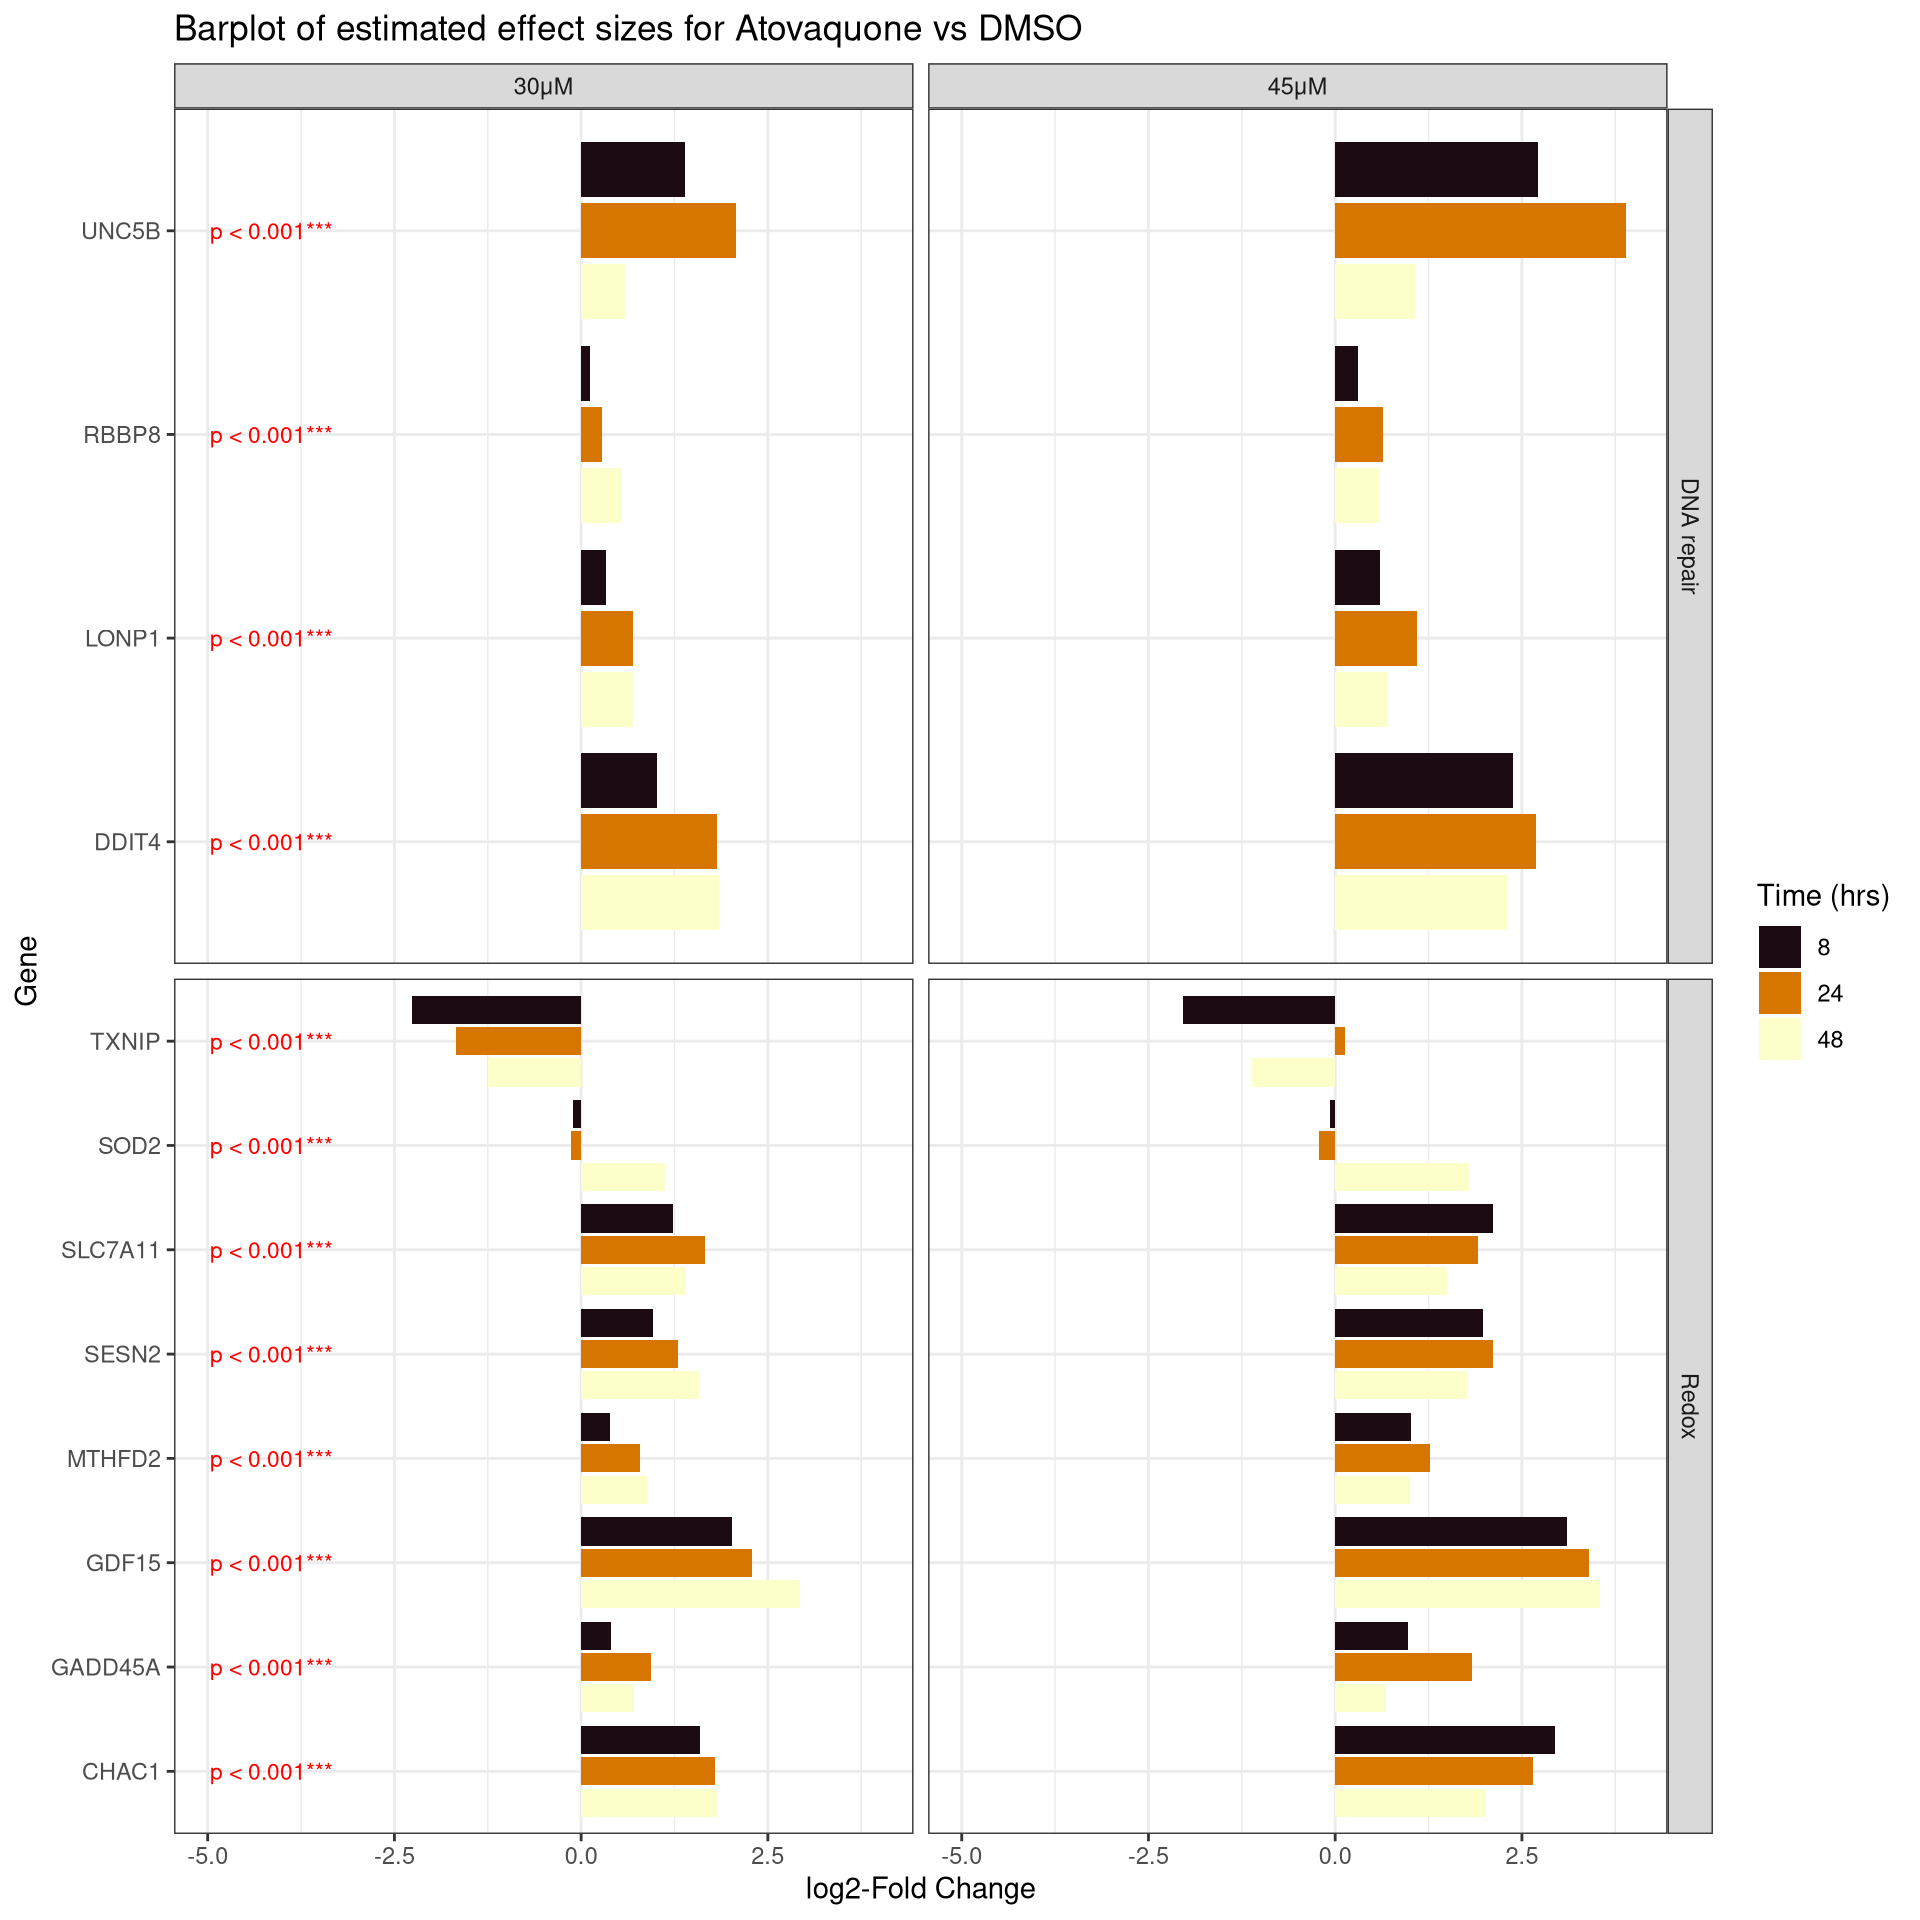 Barplot of estimated effect sizes for Atovaquone vs DMSO
30µM
45µM
UNC5B
p < 0.001***
RBBP8
p < 0.001***
LONP1
p < 0.001***
DDIT4
p < 0.001***
DNA repair
Gene
TXNIP
p < 0.001***
SOD2
p < 0.001***
SLC7A11
p < 0.001***
SESN2
p < 0.001***
MTHFD2
p < 0.001***
GDF15
p < 0.001***
GADD45A
p < 0.001***
CHAC1
p < 0.001***
Redox
-5.0 -2.5 0.0 2.5
-5.0 -2.5 0.0 2.5
log2-Fold Change
Time (hrs)
8
24
48